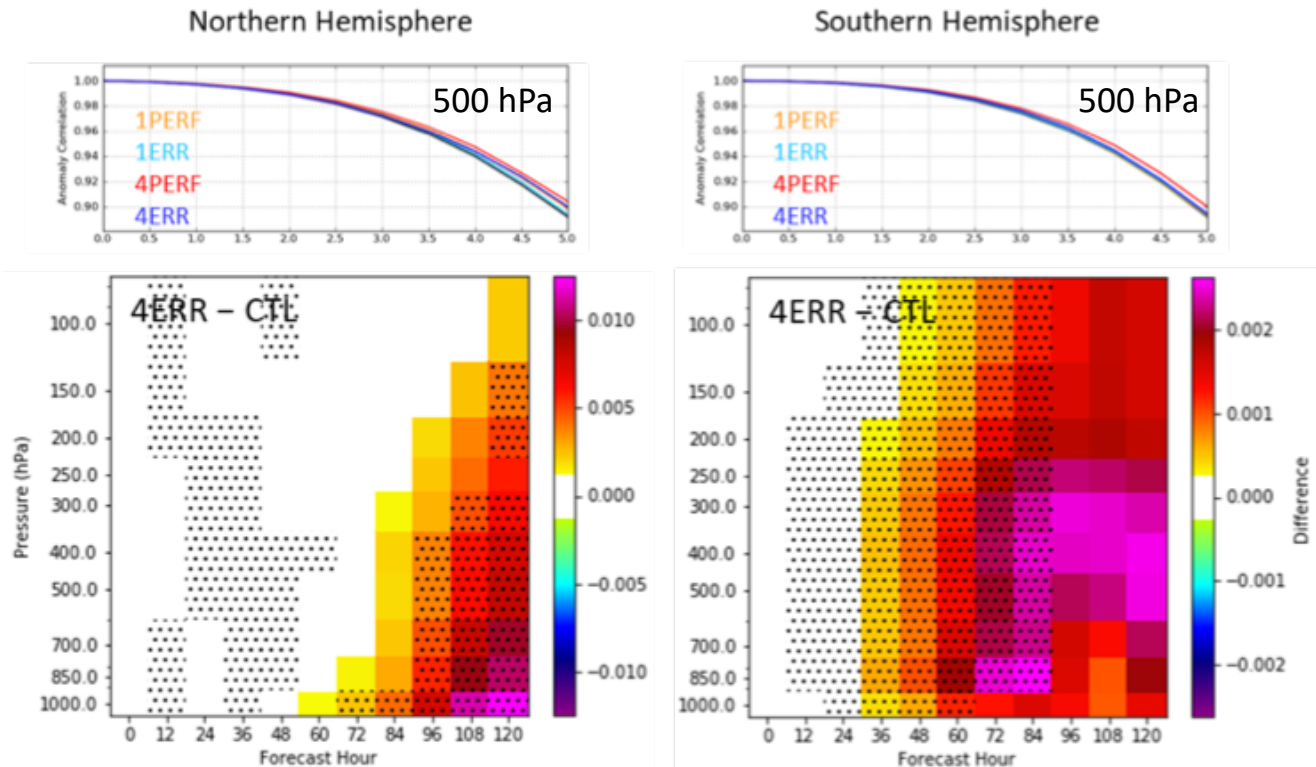 Northern Hemisphere
Southern Hemisphere
Anomaly Correlation
1.00
0.98
0.96
0.94
0.92
0.90
500 hPa
1PERF
1ERR
4PERF
4ERR
0.0 0.5 1.0 1.5 2.0 2.5 3.0 3.5 4.0 4.5 5.0
Anomaly Correlation
1.00
0.98
0.96
0.94
0.92
0.90
500 hPa
1PERF
1ERR
4PERF
4ERR
0.0 0.5 1.0 1.5 2.0 2.5 3.0 3.5 4.0 4.5 5.0
4ERR – CTL
Pressure (hPa)
100.0
150.0
200.0
250.0
300.0
400.0
500.0
700.0
850.0
1000.0
0 12 24 36 48 60 72 84 96 108 120
Forecast Hour
0.010
0.005
0.000
−0.005
−0.010
4ERR – CTL
100.0
150.0
200.0
250.0
300.0
400.0
500.0
700.0
850.0
1000.0
0 12 24 36 48 60 72 84 96 108 120
Forecast Hour
0.002
0.001
0.000
−0.001
−0.002
Difference